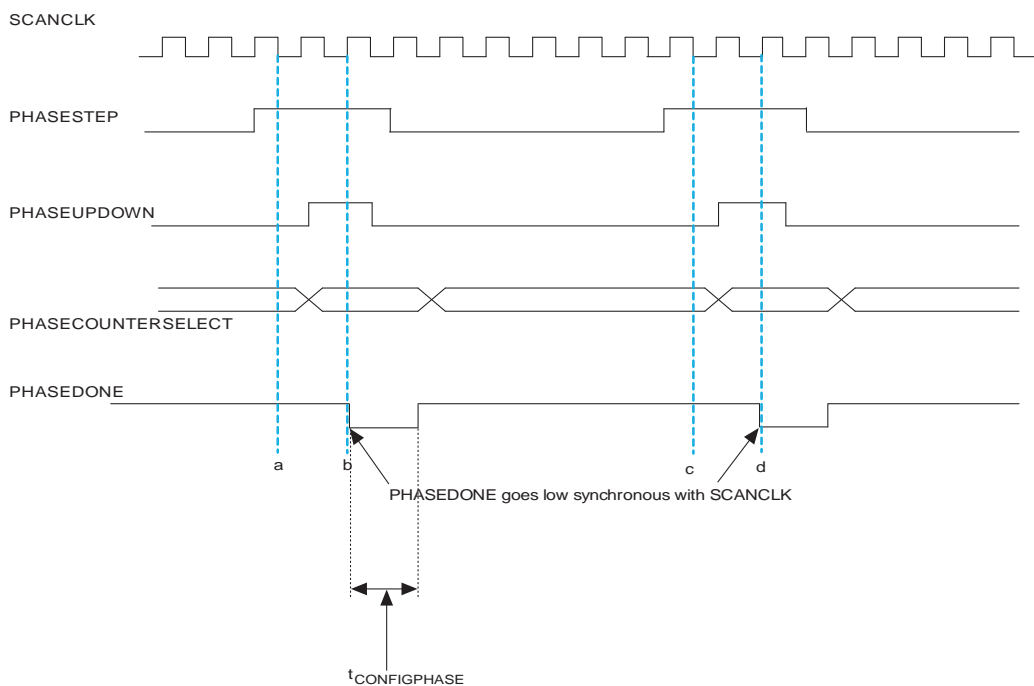 SCANCLK
PHASESTEP
PHASEUPDOWN
PHASECOUNTERSELECT
PHASEDONE
a
b
c
d
PHASEDONE goes low synchronous with SCANCLK
tCONFIGPHASE